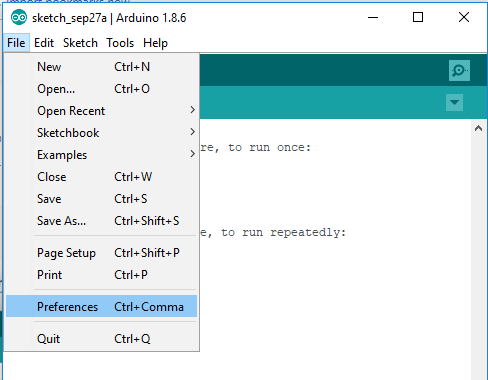 sketch_sep27a | Arduino 1.8.6
File Edit Sketch Tools Help
New Ctrl+N
Open... Ctrl+O
Open Recent
Sketchbook
Examples
re, to run once:
Close Ctrl+W
Save Ctrl+S
Save As... Ctrl+Shift+S
e, to run repeatedly:
Page Setup Ctrl+Shift+P
Print Ctrl+P
Preferences Ctrl+Comma
Quit Ctrl+Q